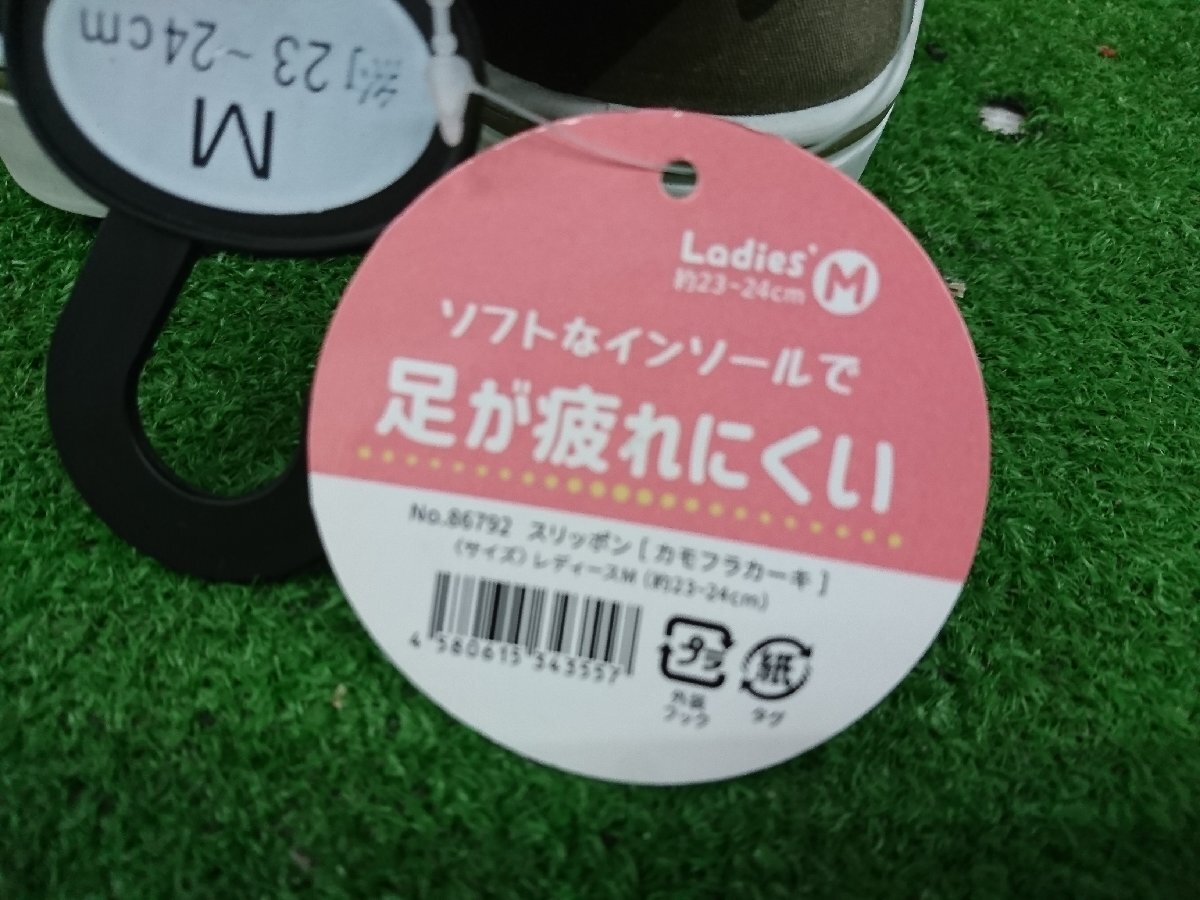 M
約23~24cm
Ladies' M
約23~24cm
ソフトなインソールで
足が疲れにくい
No.86792 スリッポン [ カモフラカーキ ]
（サイズ）レディースM（約23~24cm）
4 580615 343557
プラ
外装
フック
紙
タグ